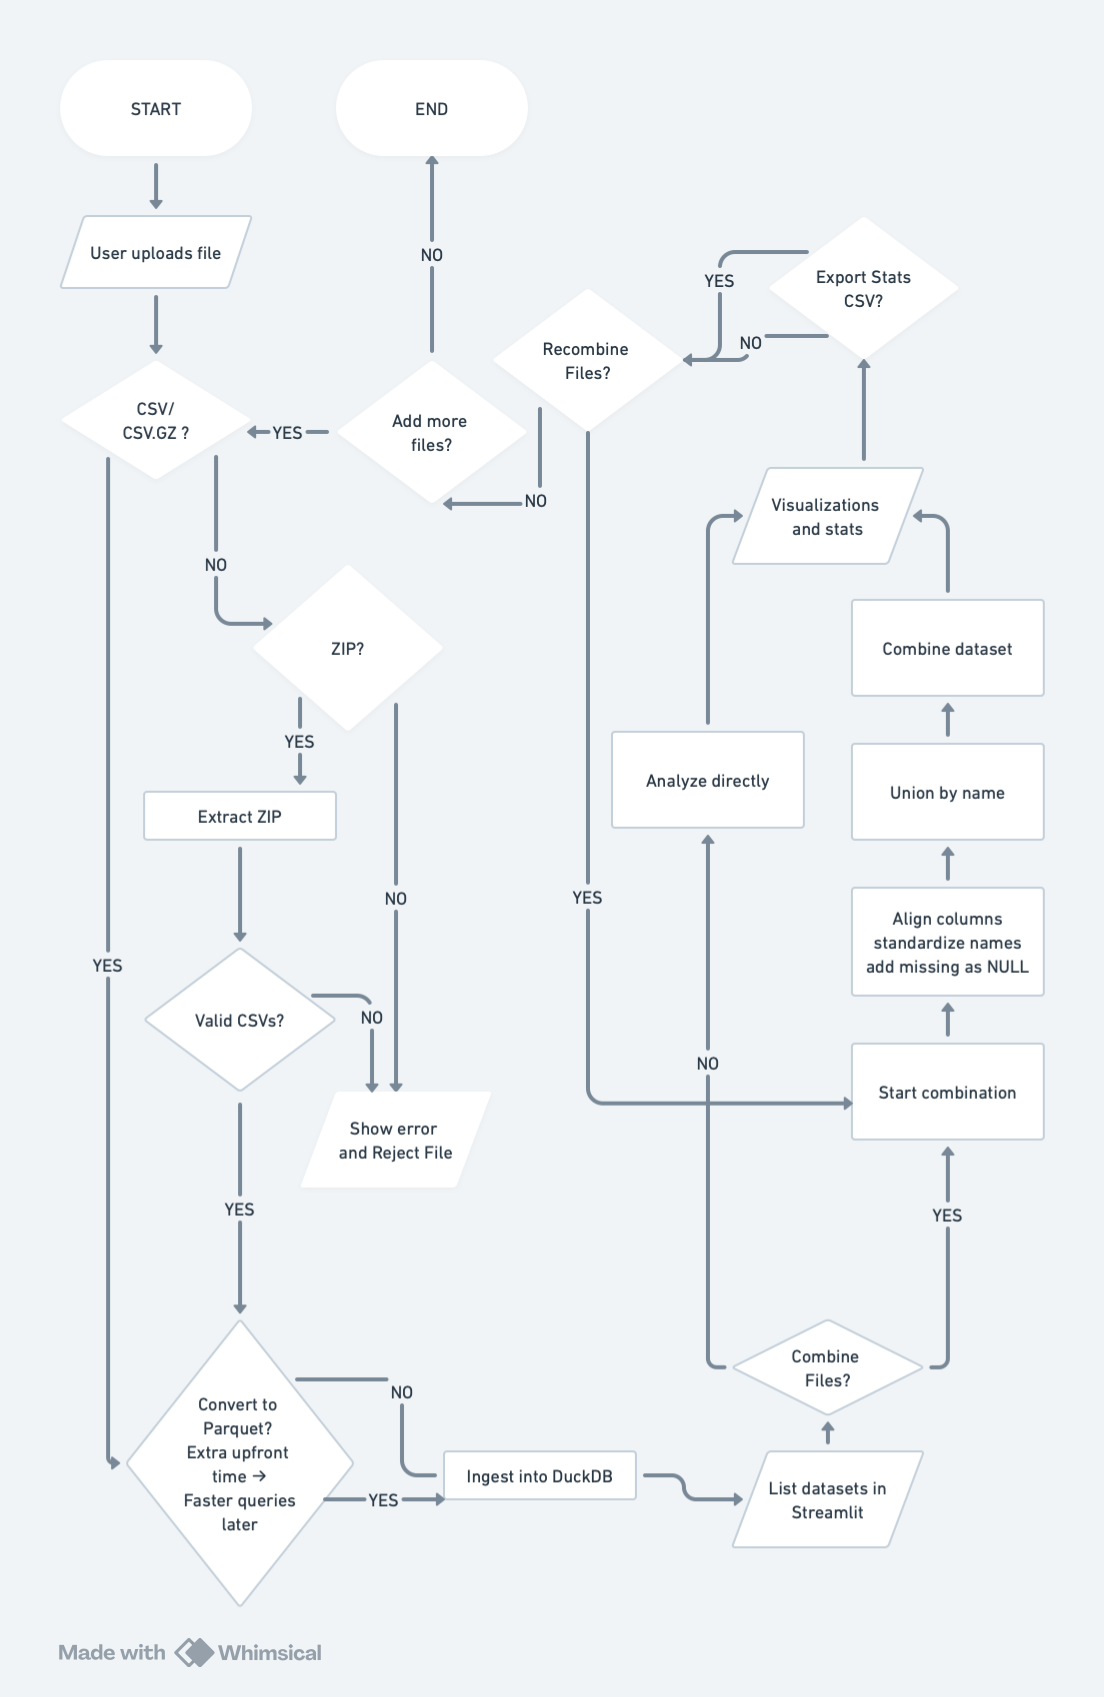 START
END
User uploads file
NO
Export Stats
CSV?
YES
NO
Recombine
Files?
CSV/
CSV.GZ ?
YES
Add more
files?
NO
Visualizations
and stats
NO
ZIP?
Combine dataset
YES
Analyze directly
Union by name
Extract ZIP
NO
YES
Align columns
standardize names
add missing as NULL
YES
Valid CSVs?
NO
NO
Start combination
Show error
and Reject File
YES
YES
Combine
Files?
Convert to
Parquet?
Extra upfront
time →
Faster queries
later
NO
YES
Ingest into DuckDB
List datasets in
Streamlit
Made with Whimsical